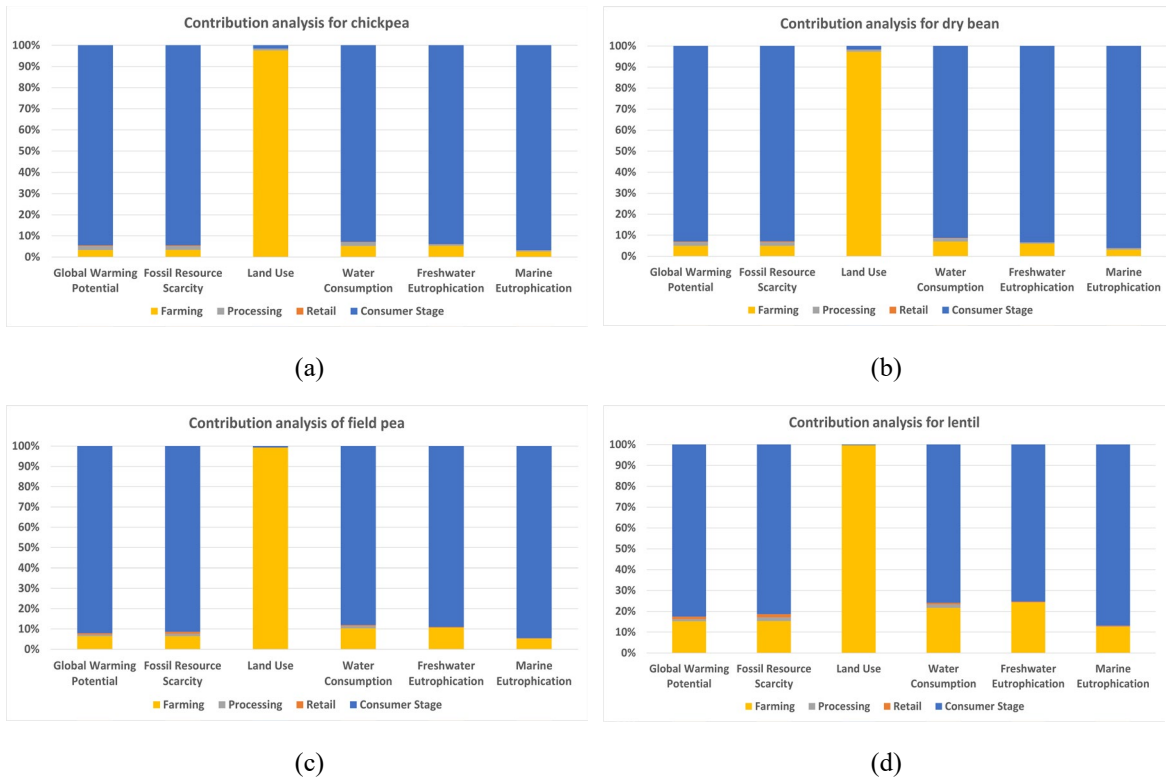 Contribution analysis for chickpea
100%
90%
80%
70%
60%
50%
40%
30%
20%
10%
0%
Global Warming Potential
Fossil Resource Scarcity
Land Use
Water Consumption
Freshwater Eutrophication
Marine Eutrophication
Farming Processing Retail Consumer Stage
(a)
Contribution analysis for dry bean
100%
90%
80%
70%
60%
50%
40%
30%
20%
10%
0%
Global Warming Potential
Fossil Resource Scarcity
Land Use
Water Consumption
Freshwater Eutrophication
Marine Eutrophication
Farming Processing Retail Consumer Stage
(b)
Contribution analysis of field pea
100%
90%
80%
70%
60%
50%
40%
30%
20%
10%
0%
Global Warming Potential
Fossil Resource Scarcity
Land Use
Water Consumption
Freshwater Eutrophication
Marine Eutrophication
Farming Processing Retail Consumer Stage
(c)
Contribution analysis for lentil
100%
90%
80%
70%
60%
50%
40%
30%
20%
10%
0%
Global Warming Potential
Fossil Resource Scarcity
Land Use
Water Consumption
Freshwater Eutrophication
Marine Eutrophication
Farming Processing Retail Consumer Stage
(d)